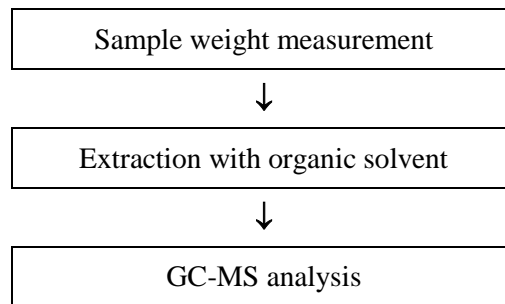 Sample weight measurement
↓
Extraction with organic solvent
↓
GC-MS analysis